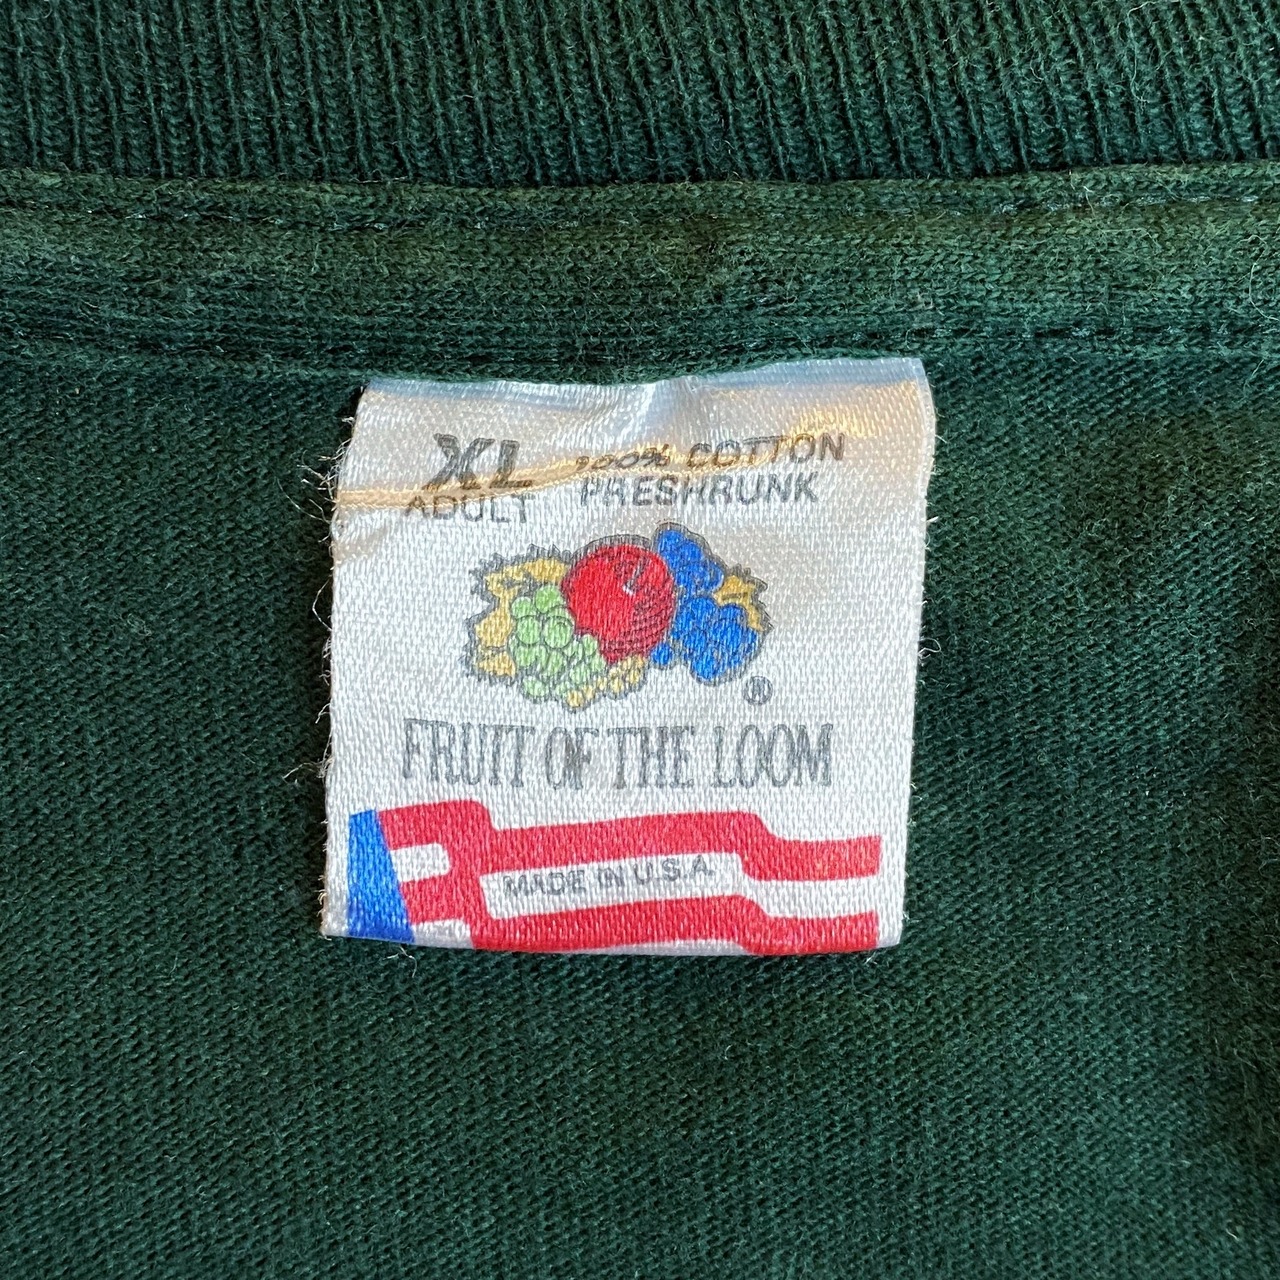 XL 100% COTTON
ADULT PRESHRUNK
®
FRUIT OF THE LOOM
MADE IN U.S.A.